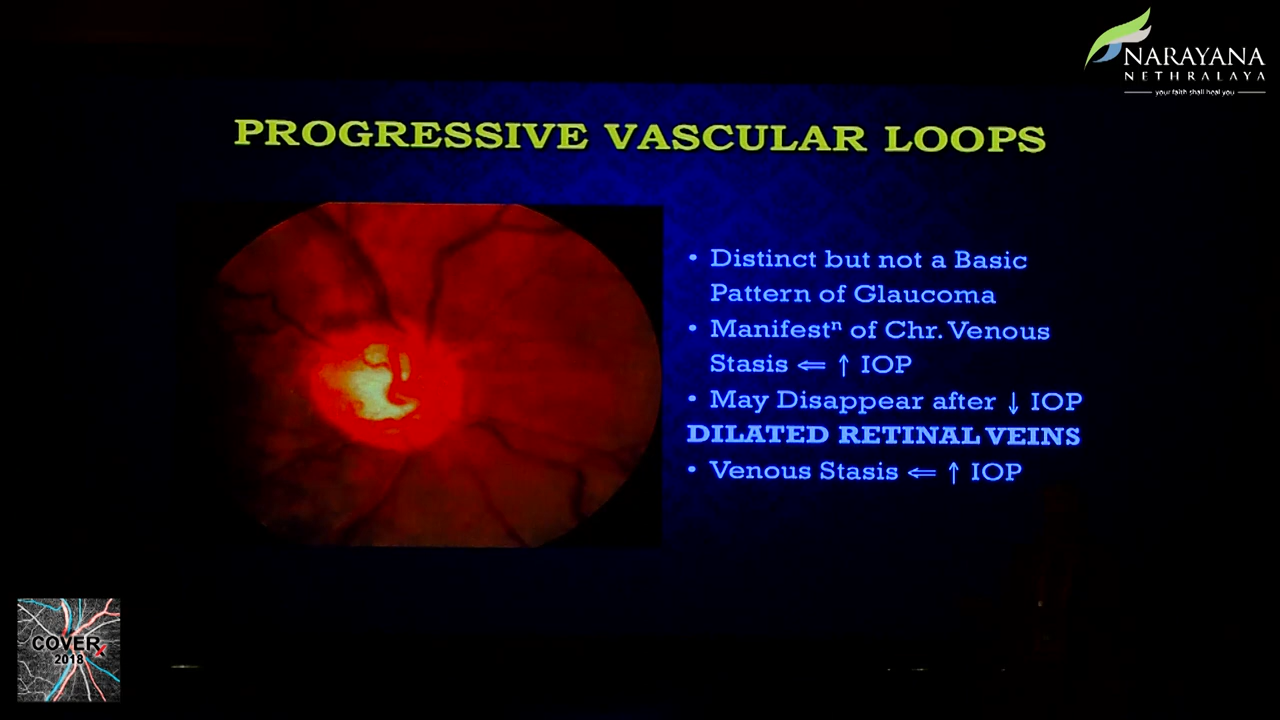 NARAYANA
NETHRALAYA
your faith shall heal you
PROGRESSIVE VASCULAR LOOPS
• Distinct but not a Basic
Pattern of Glaucoma
• Manifestⁿ of Chr. Venous
Stasis ⇐ ↑ IOP
• May Disappear after ↓ IOP
DILATED RETINAL VEINS
• Venous Stasis ⇐ ↑ IOP
COVER
2018